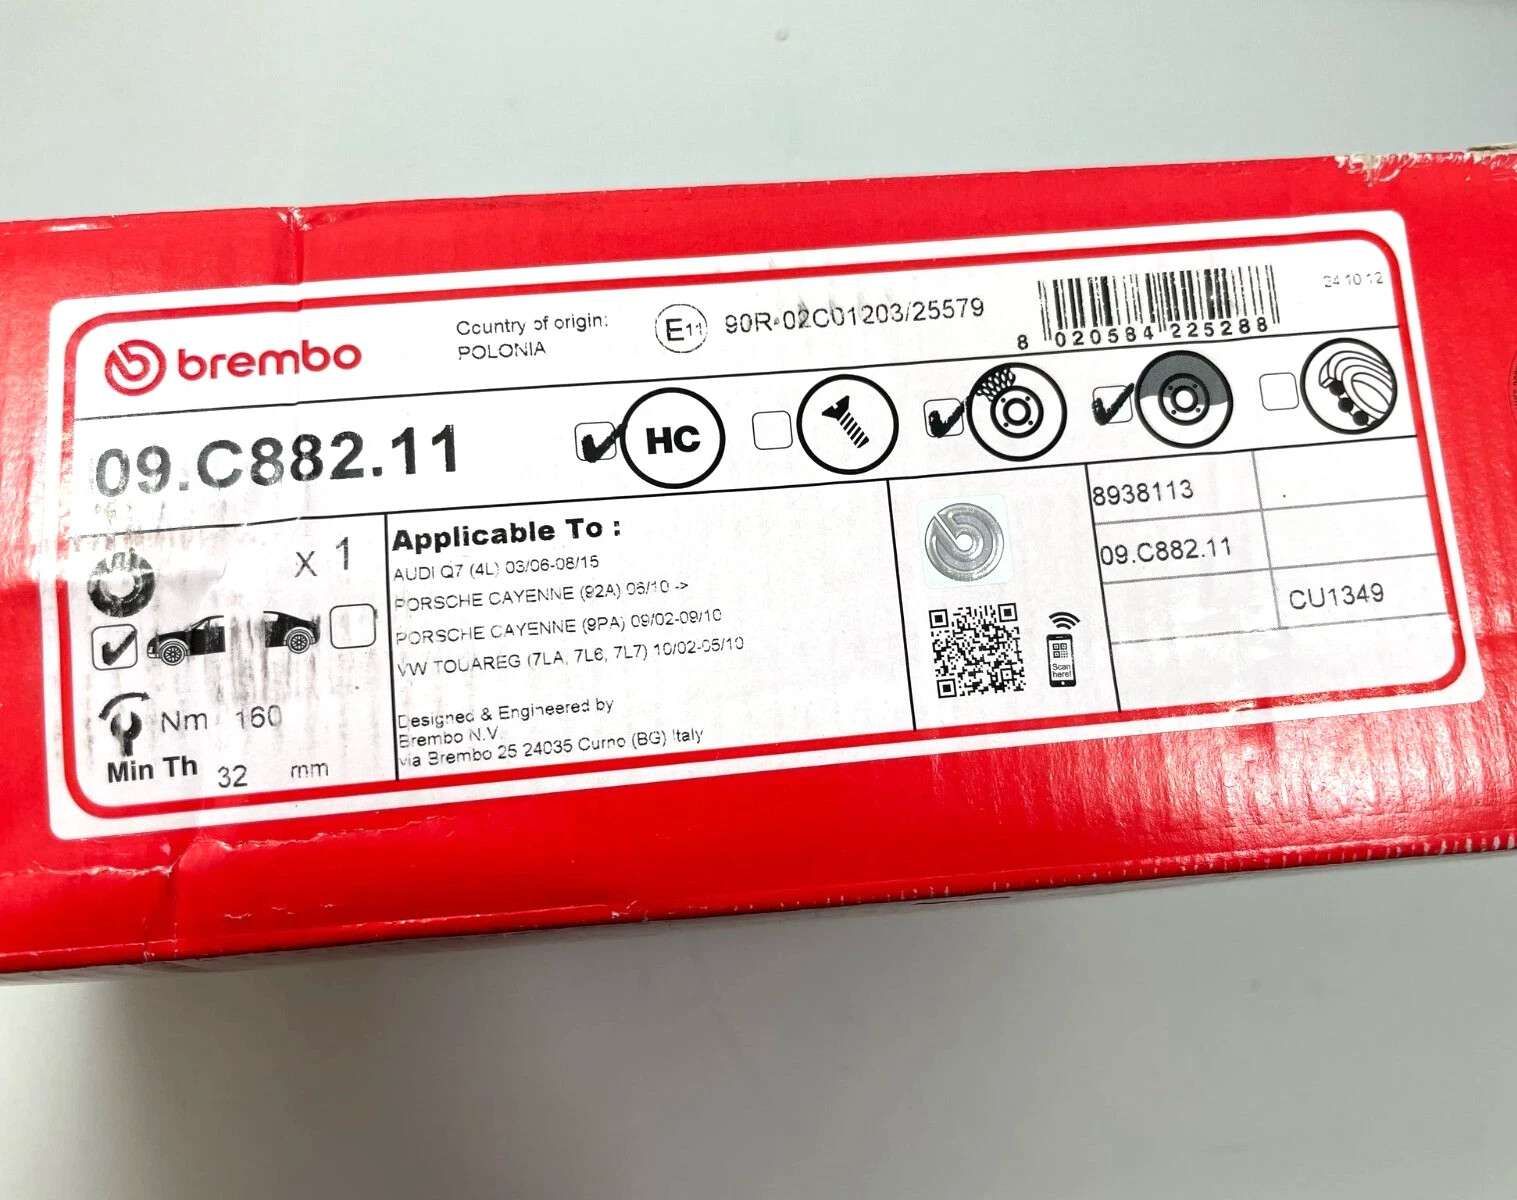 brembo
Country of origin:
POLONIA
E11
90R-02C01203/25579
8 020584 225288
24 10 12
09.C882.11
HC
X 1
Nm 160
Min Th 32 mm
Applicable To :
AUDI Q7 (4L) 03/06-08/15
PORSCHE CAYENNE (92A) 06/10 ->
PORSCHE CAYENNE (9PA) 09/02-09/10
VW TOUAREG (7LA, 7L6, 7L7) 10/02-05/10
Designed & Engineered by
Brembo N.V.
via Brembo 25 24035 Curno (BG) Italy
Scan
here!
8938113
09.C882.11
CU1349